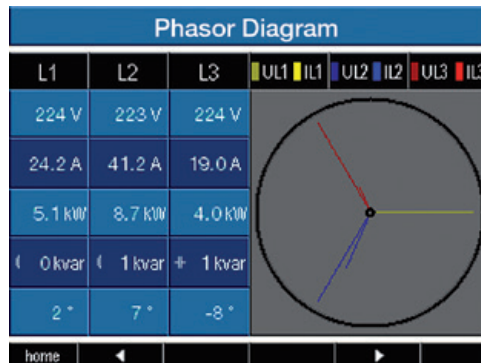 Phasor Diagram
L1 L2 L3 UL1 IL1 UL2 IL2 UL3 IL3
224 V 223 V 224 V
24.2 A 41.2 A 19.0 A
5.1 kW 8.7 kW 4.0 kW
0 kvar 1 kvar 1 kvar
2 ° 7 ° -8 °
home